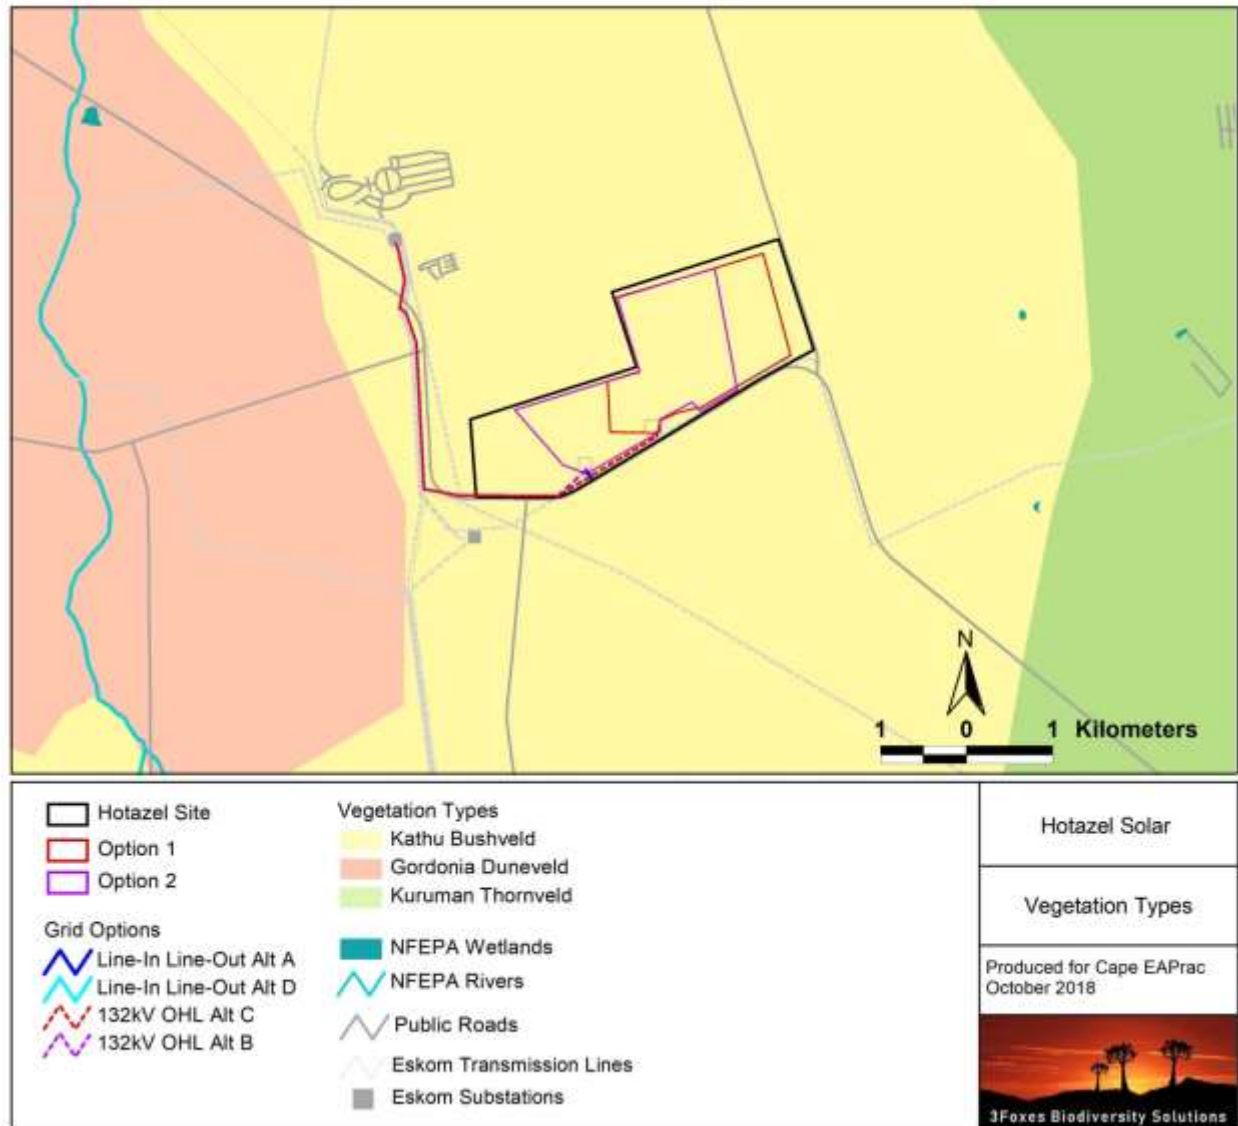 N
1 0 1 Kilometers
Hotazel Site
Option 1
Option 2
Grid Options
Line-In Line-Out Alt A
Line-In Line-Out Alt D
132kV OHL Alt C
132kV OHL Alt B
Vegetation Types
Kathu Bushveld
Gordonia Duneveld
Kuruman Thornveld
NFEPA Wetlands
NFEPA Rivers
Public Roads
Eskom Transmission Lines
Eskom Substations
Hotazel Solar
Vegetation Types
Produced for Cape EAPrac
October 2018
3Foxes Biodiversity Solutions